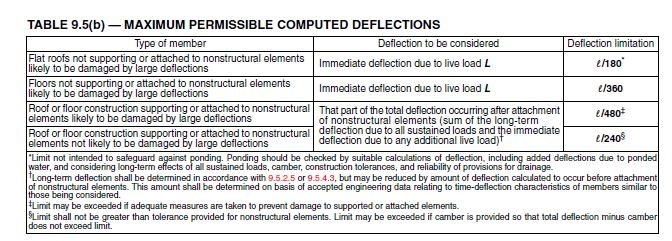 TABLE 9.5(b) — MAXIMUM PERMISSIBLE COMPUTED DEFLECTIONS
Type of member
Deflection to be considered
Deflection limitation
Flat roofs not supporting or attached to nonstructural elements
likely to be damaged by large deflections
Immediate deflection due to live load L
ℓ/180*
Floors not supporting or attached to nonstructural elements
likely to be damaged by large deflections
Immediate deflection due to live load L
ℓ/360
Roof or floor construction supporting or attached to nonstructural
elements likely to be damaged by large deflections
That part of the total deflection occurring after attachment
of nonstructural elements (sum of the long-term
deflection due to all sustained loads and the immediate
deflection due to any additional live load)†
ℓ/480‡
Roof or floor construction supporting or attached to nonstructural
elements not likely to be damaged by large deflections
ℓ/240§
*Limit not intended to safeguard against ponding. Ponding should be checked by suitable calculations of deflection, including added deflections due to ponded
water, and considering long-term effects of all sustained loads, camber, construction tolerances, and reliability of provisions for drainage.
†Long-term deflection shall be determined in accordance with 9.5.2.5 or 9.5.4.3, but may be reduced by amount of deflection calculated to occur before attachment
of nonstructural elements. This amount shall be determined on basis of accepted engineering data relating to time-deflection characteristics of members similar to
those being considered.
‡Limit may be exceeded if adequate measures are taken to prevent damage to supported or attached elements.
§Limit shall not be greater than tolerance provided for nonstructural elements. Limit may be exceeded if camber is provided so that total deflection minus camber
does not exceed limit.